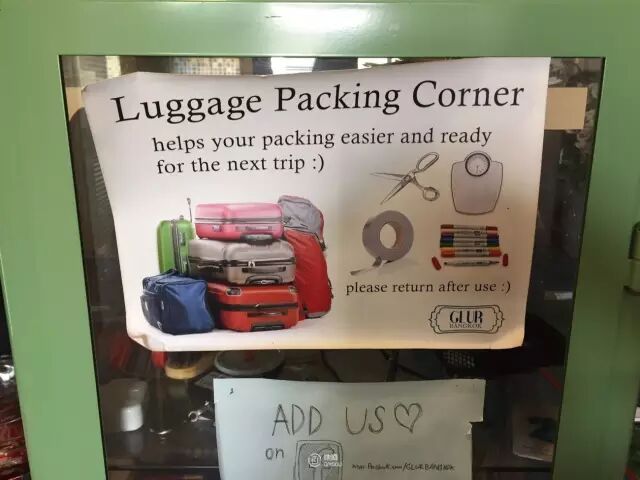 Luggage Packing Corner
helps your packing easier and ready
for the next trip :)
please return after use :)
GLUR
BANGKOK
ADD US♡
on